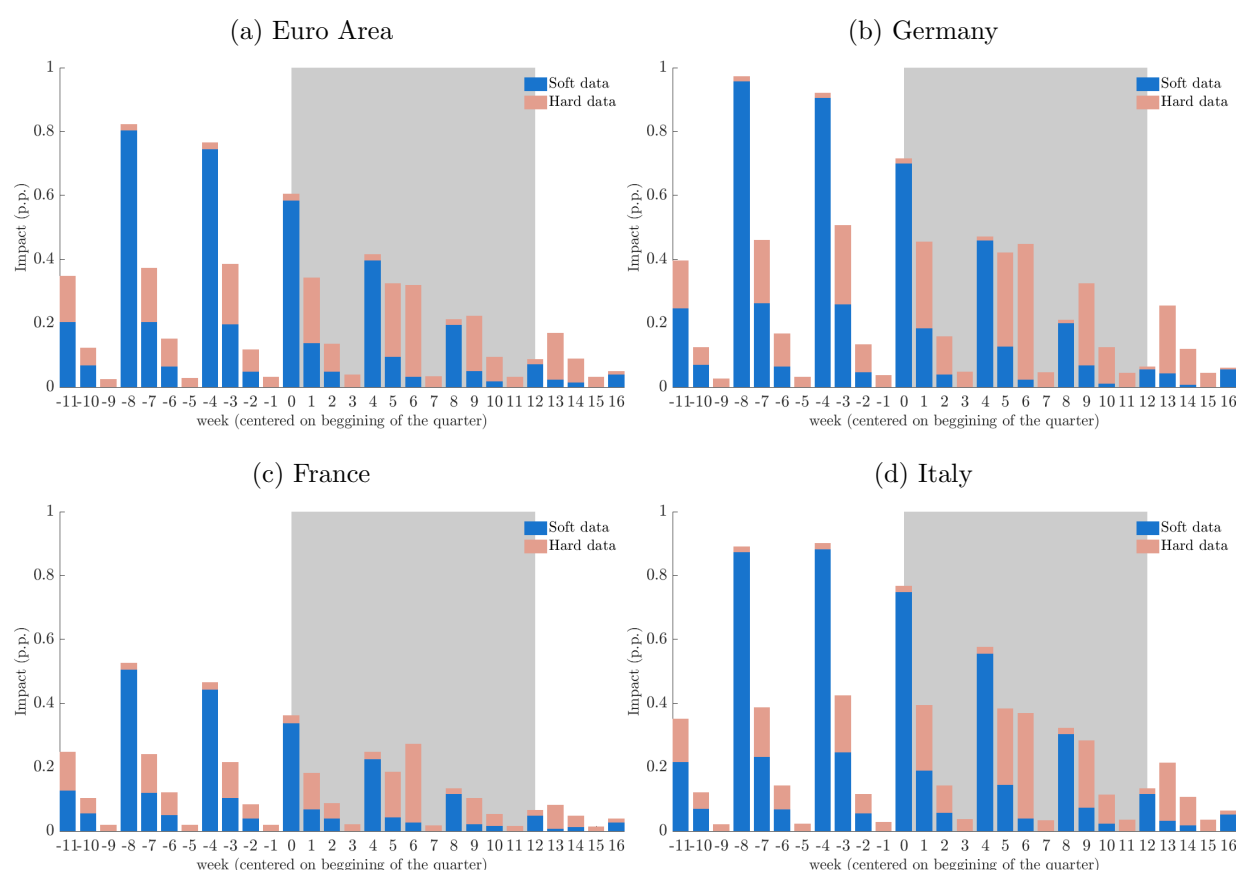 (a) Euro Area
1
0.8
0.6
0.4
0.2
0
Impact (p.p.)
Soft data
Hard data
-11 -10 -9 -8 -7 -6 -5 -4 -3 -2 -1 0 1 2 3 4 5 6 7 8 9 10 11 12 13 14 15 16
week (centered on beggining of the quarter)
(b) Germany
1
0.8
0.6
0.4
0.2
0
Impact (p.p.)
Soft data
Hard data
-11 -10 -9 -8 -7 -6 -5 -4 -3 -2 -1 0 1 2 3 4 5 6 7 8 9 10 11 12 13 14 15 16
week (centered on beggining of the quarter)
(c) France
1
0.8
0.6
0.4
0.2
0
Impact (p.p.)
Soft data
Hard data
-11 -10 -9 -8 -7 -6 -5 -4 -3 -2 -1 0 1 2 3 4 5 6 7 8 9 10 11 12 13 14 15 16
week (centered on beggining of the quarter)
(d) Italy
1
0.8
0.6
0.4
0.2
0
Impact (p.p.)
Soft data
Hard data
-11 -10 -9 -8 -7 -6 -5 -4 -3 -2 -1 0 1 2 3 4 5 6 7 8 9 10 11 12 13 14 15 16
week (centered on beggining of the quarter)